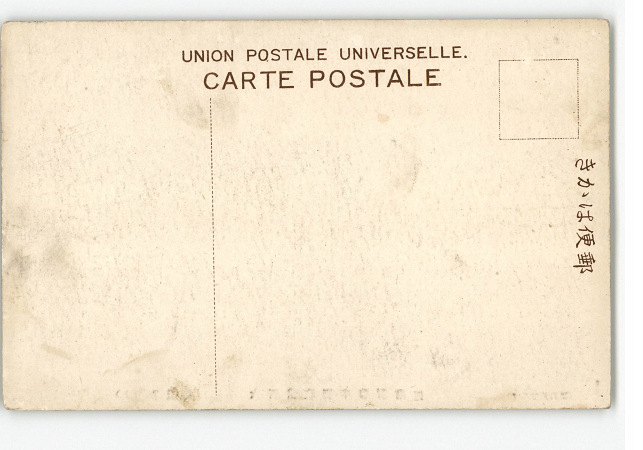 UNION POSTALE UNIVERSELLE.
CARTE POSTALE
きかは便郵